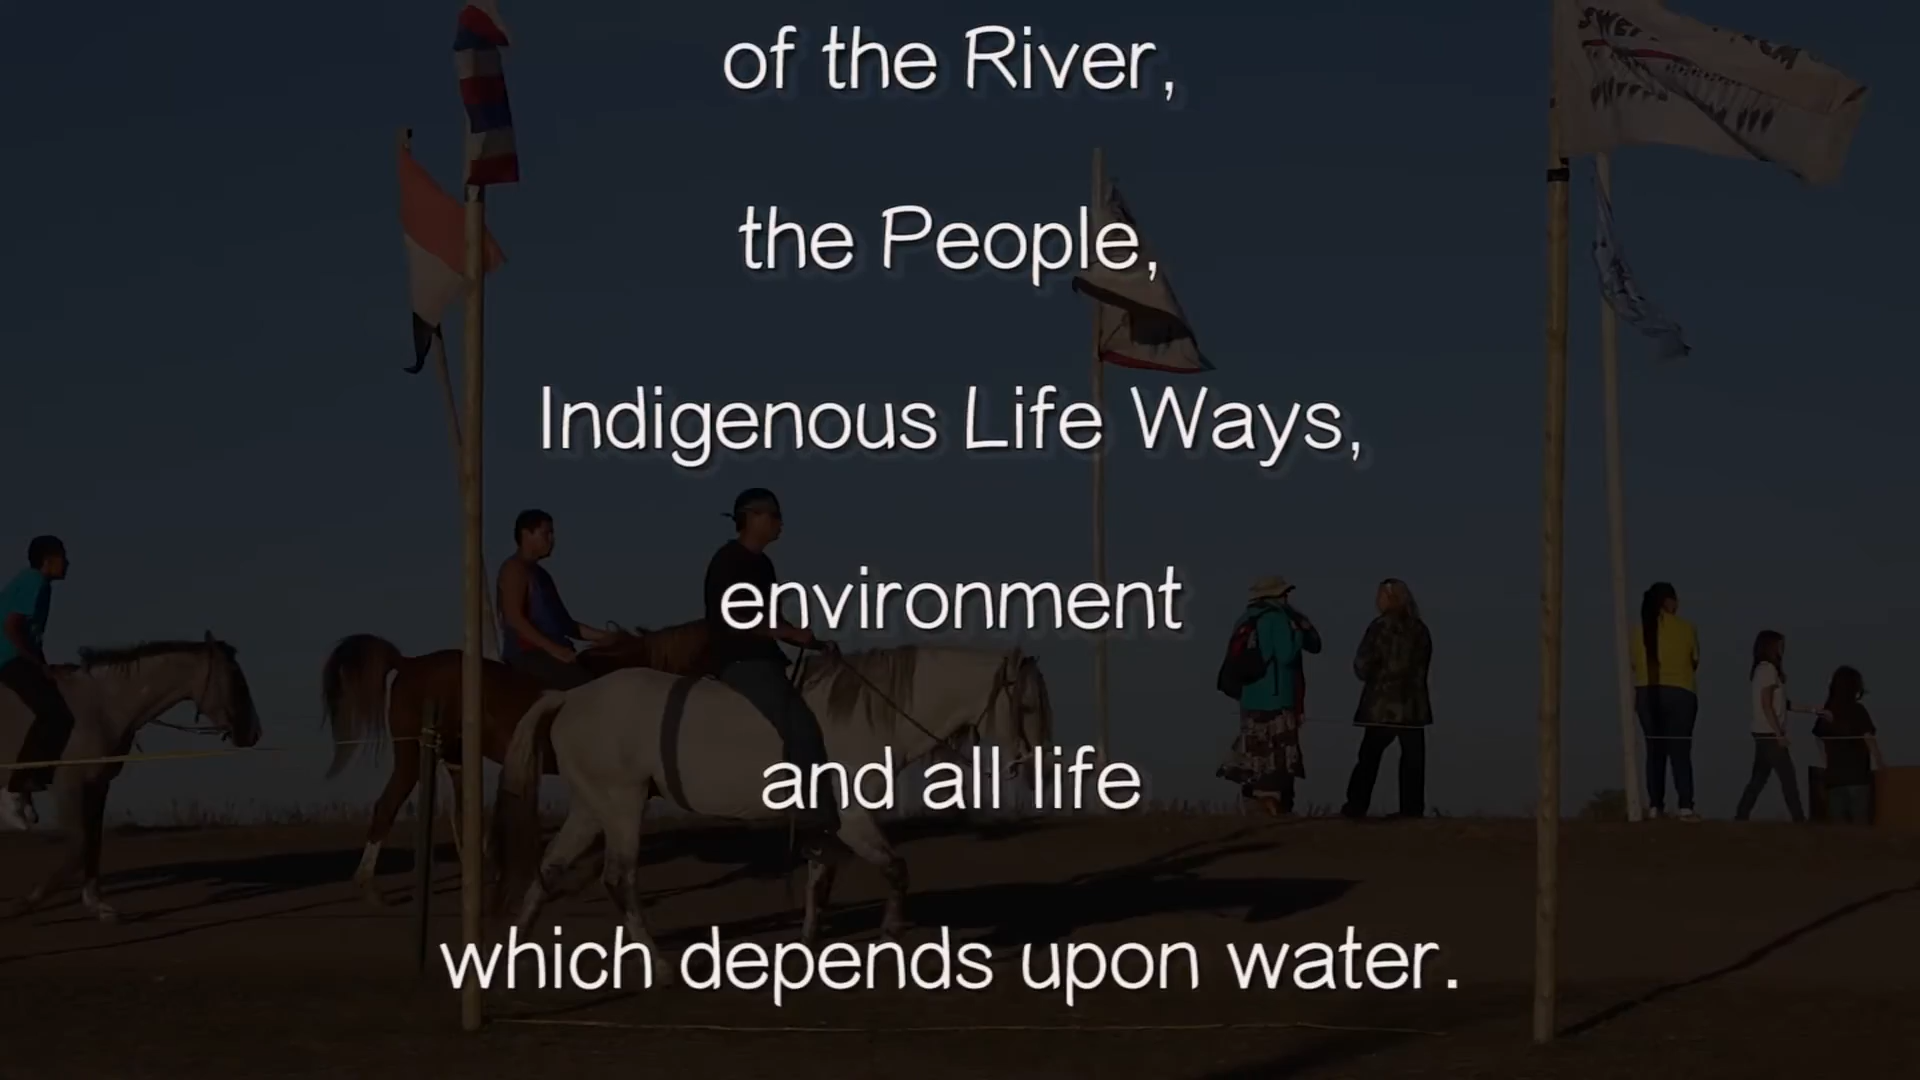 of the River,
the People,
Indigenous Life Ways,
environment
and all life
which depends upon water.